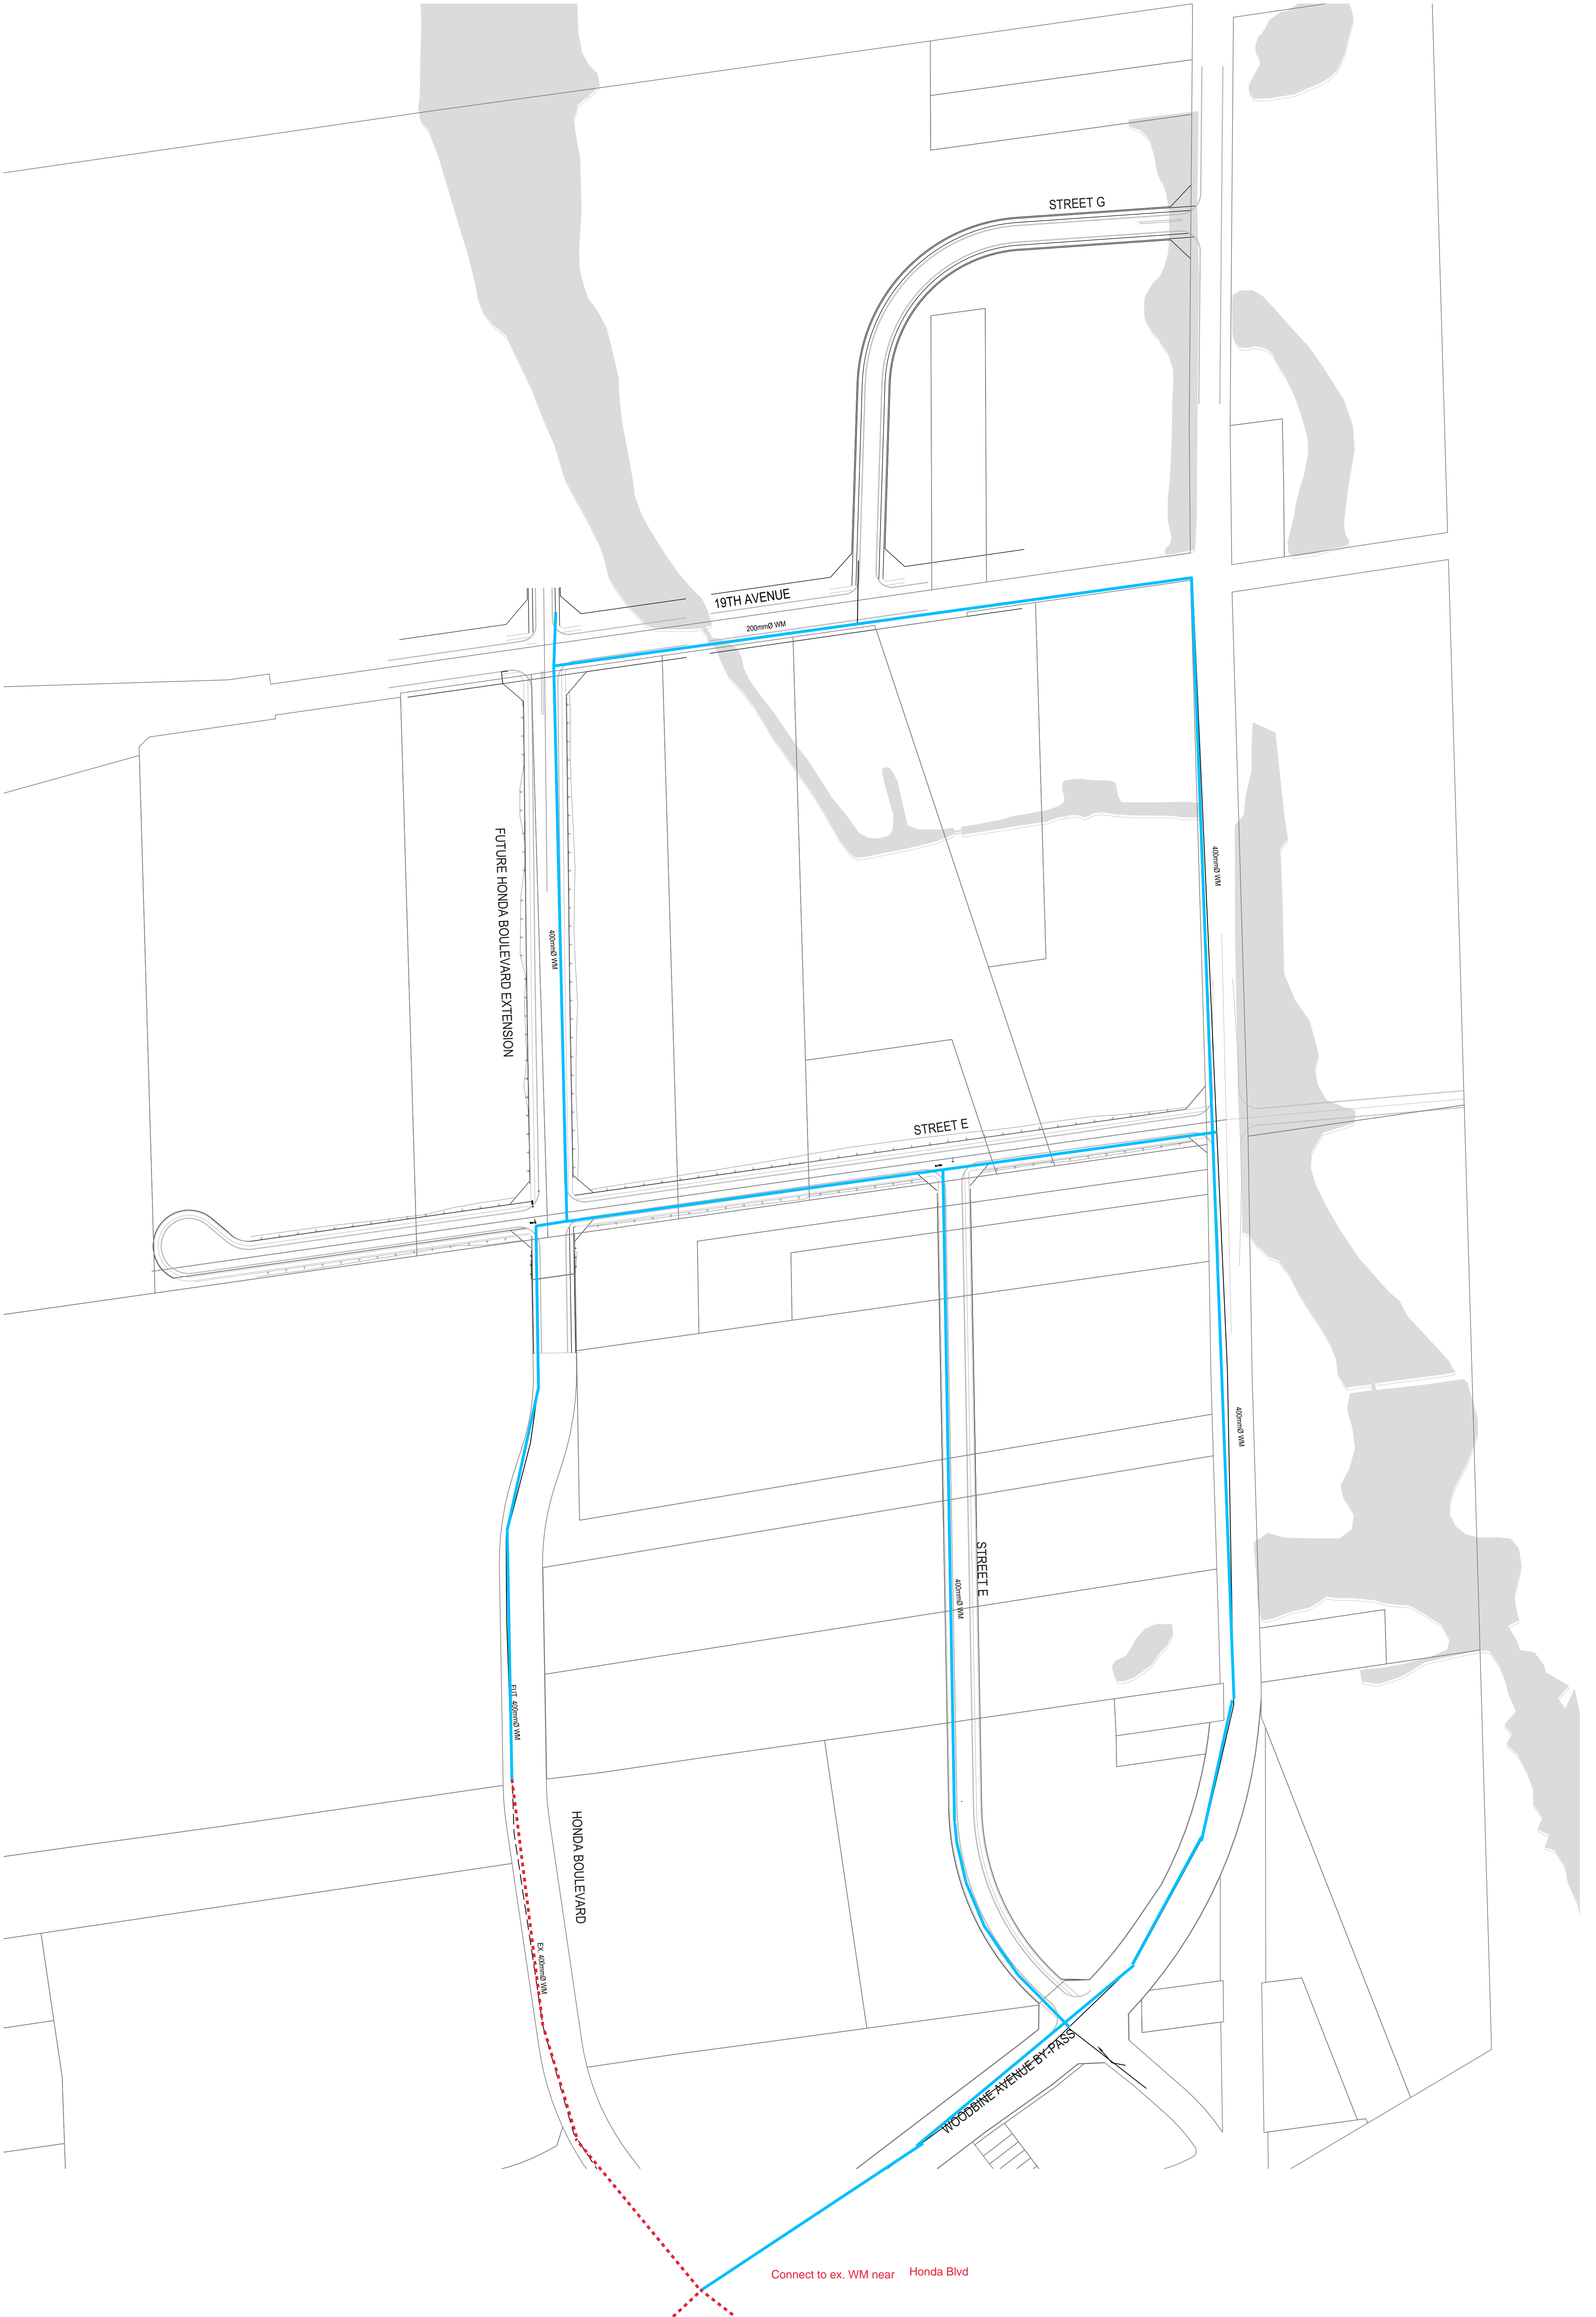 STREET G
19TH AVENUE
200mmØ WM
FUTURE HONDA BOULEVARD EXTENSION
400mmØ WM
400mmØ WM
STREET E
400mmØ WM
STREET E
400mmØ WM
FUT. 400mmØ WM
HONDA BOULEVARD
EX. 400mmØ WM
WOODBINE AVENUE BY-PASS
Connect to ex. WM near Honda Blvd